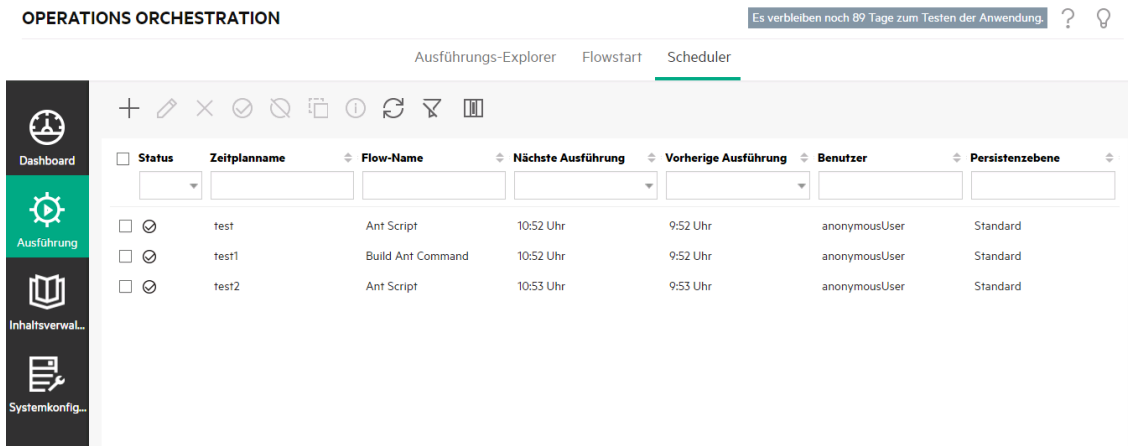 OPERATIONS ORCHESTRATION
Es verbleiben noch 89 Tage zum Testen der Anwendung.
Ausführungs-Explorer Flowstart Scheduler
Dashboard
Ausführung
Inhaltsverwal...
Systemkonfig...
Status Zeitplanname Flow-Name Nächste Ausführung Vorherige Ausführung Benutzer Persistenzebene
test Ant Script 10:52 Uhr 9:52 Uhr anonymousUser Standard
test1 Build Ant Command 10:52 Uhr 9:52 Uhr anonymousUser Standard
test2 Ant Script 10:53 Uhr 9:53 Uhr anonymousUser Standard